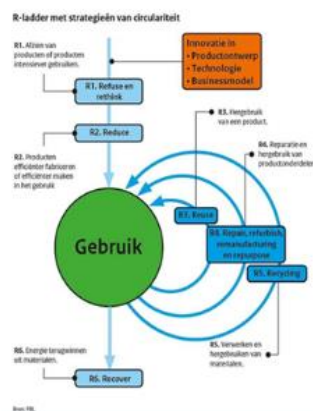 R-ladder met strategieën van circulariteit
R1. Afzien van
producten of producten
intensiever gebruiken.
Innovatie in
• Productontwerp
• Technologie
• Businessmodel
R1. Refuse en
rethink
R3. Hergebruik
van een product.
R2. Reduce
R4. Reparatie en
hergebruik van
productonderdelen
R2. Producten
efficiënter fabriceren
of efficiënter maken
in het gebruik
R3. Reuse
R4. Repair, refurbish,
remanufacturing
en repurpose
Gebruik
R5. Recycling
R6. Energie terugwinnen
uit materialen.
R5. Verwerken en
hergebruiken van
materialen.
R6. Recover
Bron: PBL